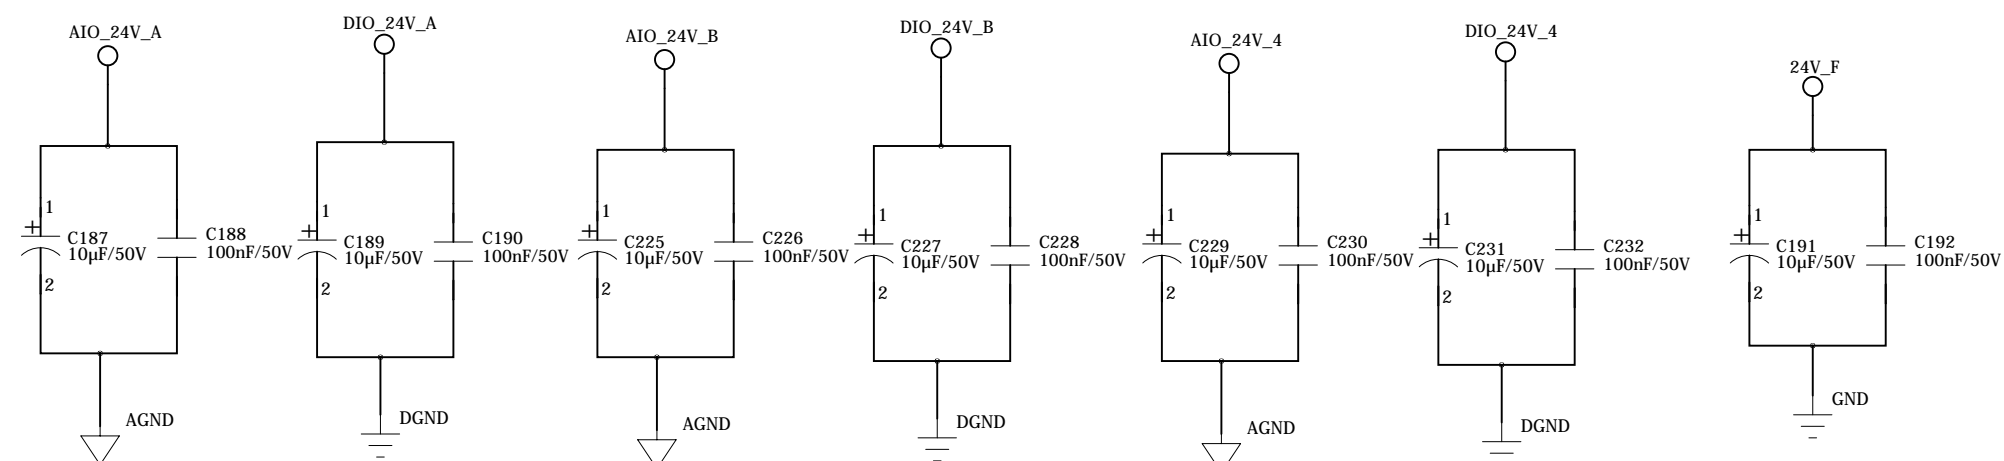 AIO_24V_A
1
C187
10µF/50V
2
C188
100nF/50V
AGND
DIO_24V_A
1
C189
10µF/50V
2
C190
100nF/50V
DGND
AIO_24V_B
1
C225
10µF/50V
2
C226
100nF/50V
AGND
DIO_24V_B
1
C227
10µF/50V
2
C228
100nF/50V
DGND
AIO_24V_4
1
C229
10µF/50V
2
C230
100nF/50V
AGND
DIO_24V_4
1
C231
10µF/50V
2
C232
100nF/50V
DGND
24V_F
1
C191
10µF/50V
2
C192
100nF/50V
GND